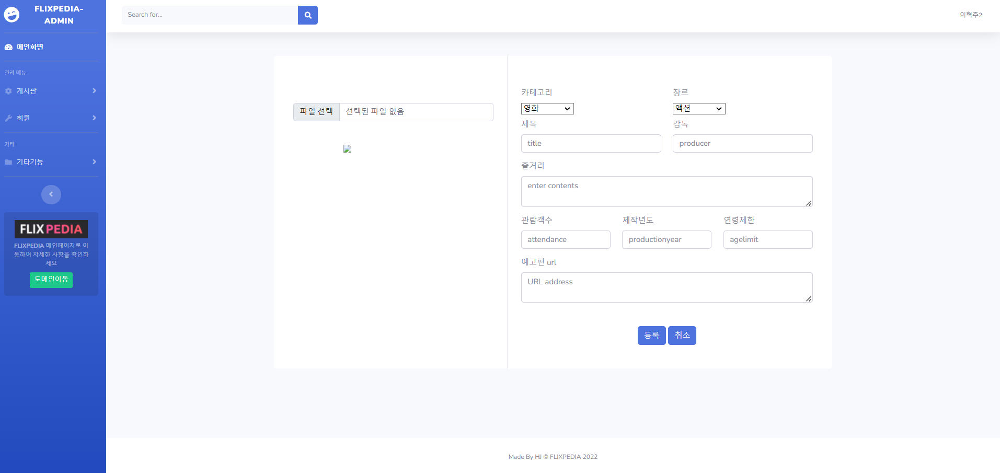 FLIXPEDIA-
ADMIN
메인화면
관리 메뉴
게시판
회원
기타
기타기능
FLIXPEDIA
FLIXPEDIA 메인페이지로 이
동하여 자세한 사항을 확인하
세요
도메인이동
Search for...
이혁주2
파일 선택 선택된 파일 없음
카테고리 장르
영화 액션
제목 감독
title producer
줄거리
enter contents
관람객수 제작년도 연령제한
attendance productionyear agelimit
예고편 url
URL address
등록 취소
Made By HJ © FLIXPEDIA 2022